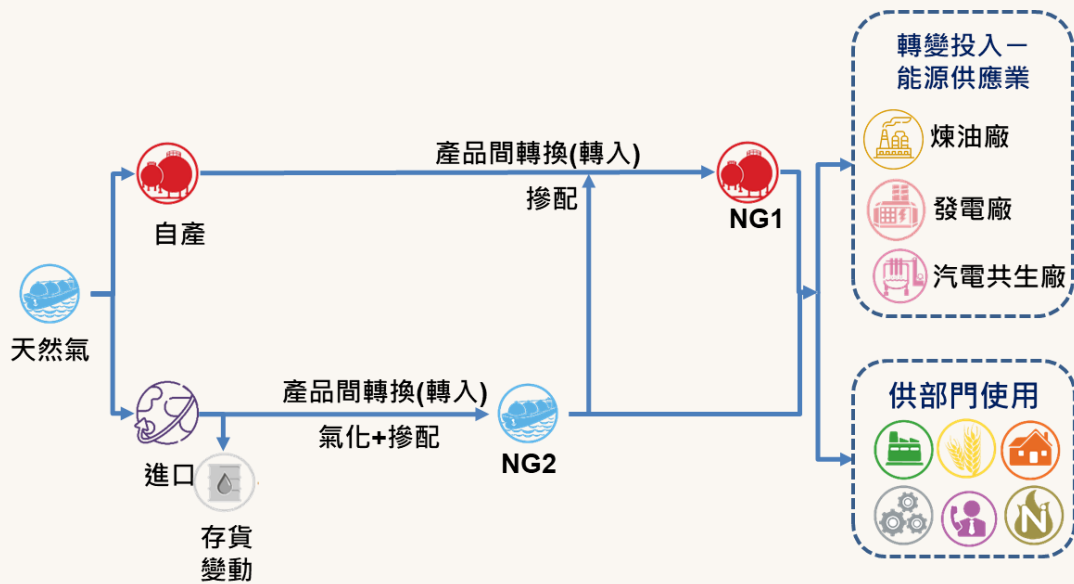 天然氣
自產
進口
存貨
變動
產品間轉換(轉入)
摻配
NG1
產品間轉換(轉入)
氣化+摻配
NG2
轉變投入－
能源供應業
煉油廠
發電廠
汽電共生廠
供部門使用
N